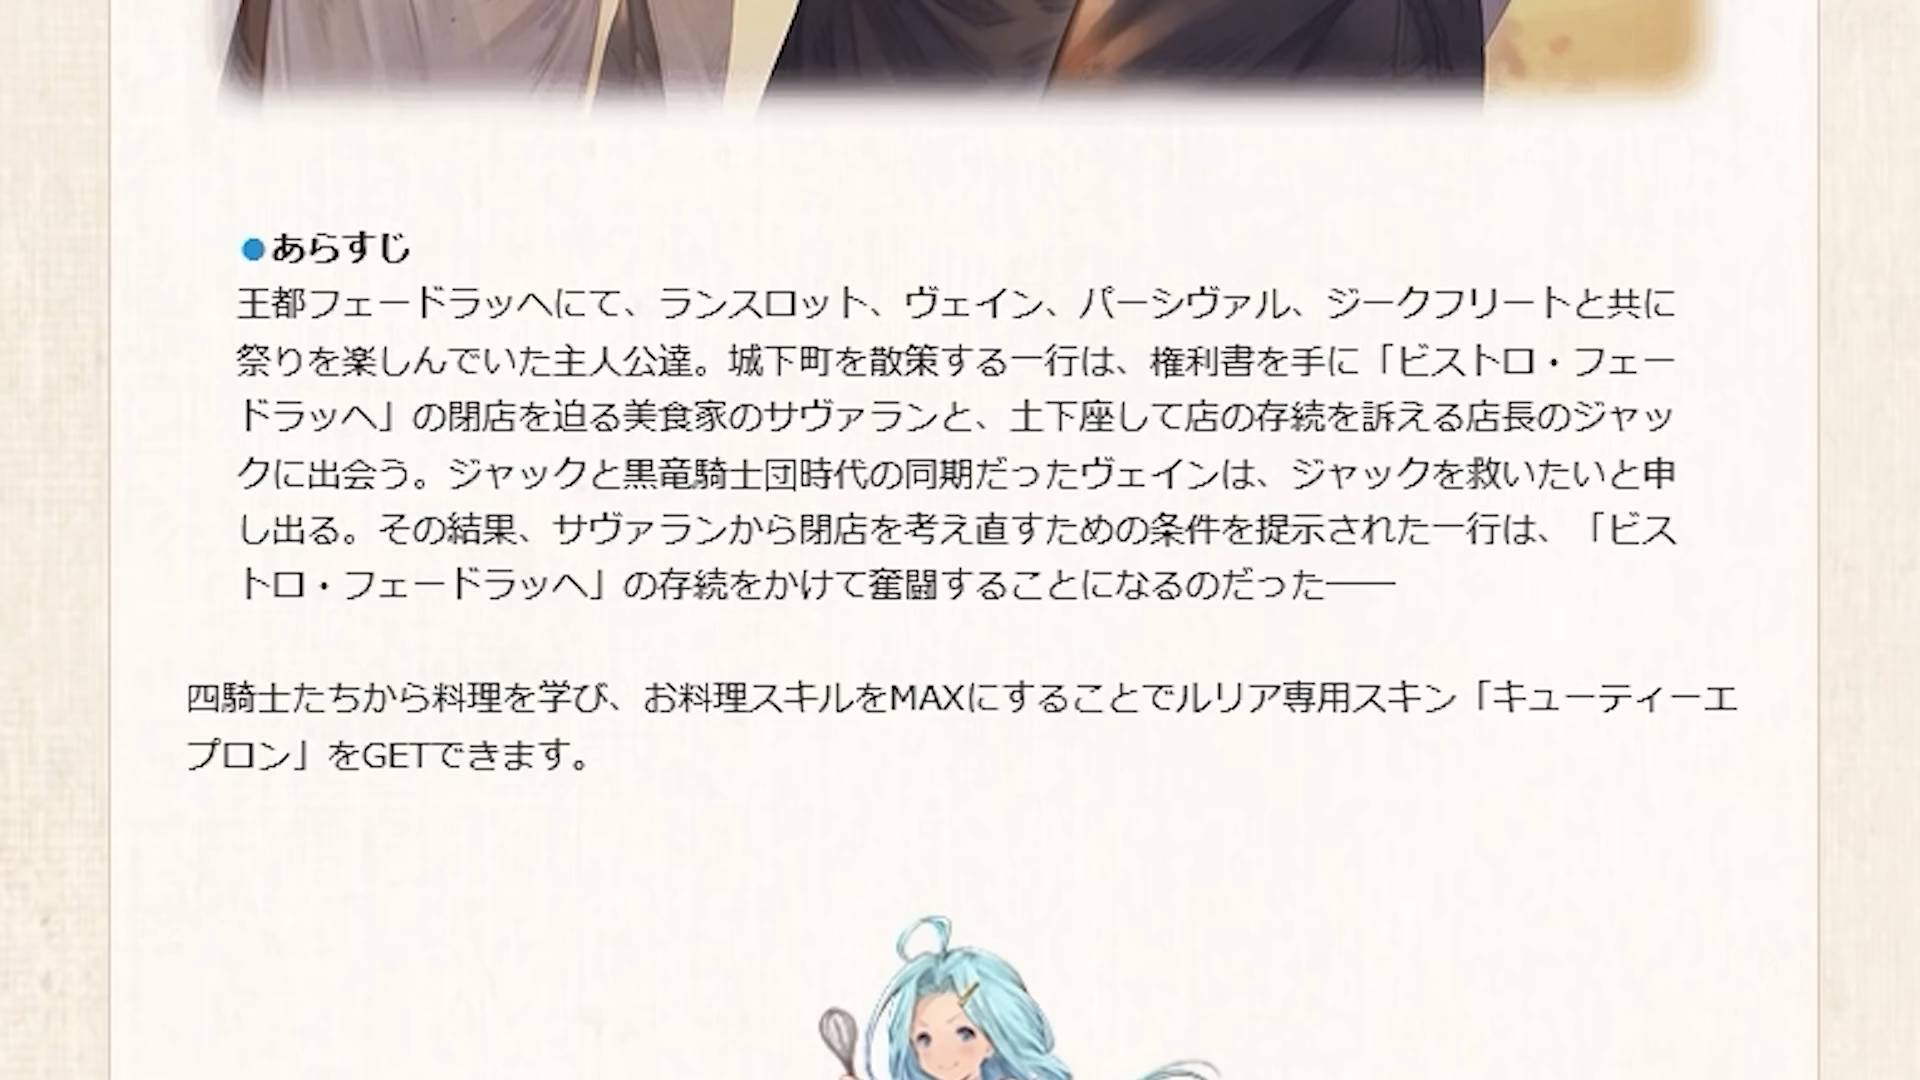 ●あらすじ
王都フェードラッヘにて、ランスロット、ヴェイン、パーシヴァル、ジークフリートと共に
祭りを楽しんでいた主人公達。城下町を散策する一行は、権利書を手に「ビストロ・フェー
ドラッヘ」の閉店を迫る美食家のサヴァランと、土下座して店の存続を訴える店長のジャッ
クに出会う。ジャックと黒竜騎士団時代の同期だったヴェインは、ジャックを救いたいと申
し出る。その結果、サヴァランから閉店を考え直すための条件を提示された一行は、「ビス
トロ・フェードラッヘ」の存続をかけて奮闘することになるのだった――
四騎士たちから料理を学び、お料理スキルをMAXにすることでルリア専用スキン「キューティーエ
プロン」をGETできます。